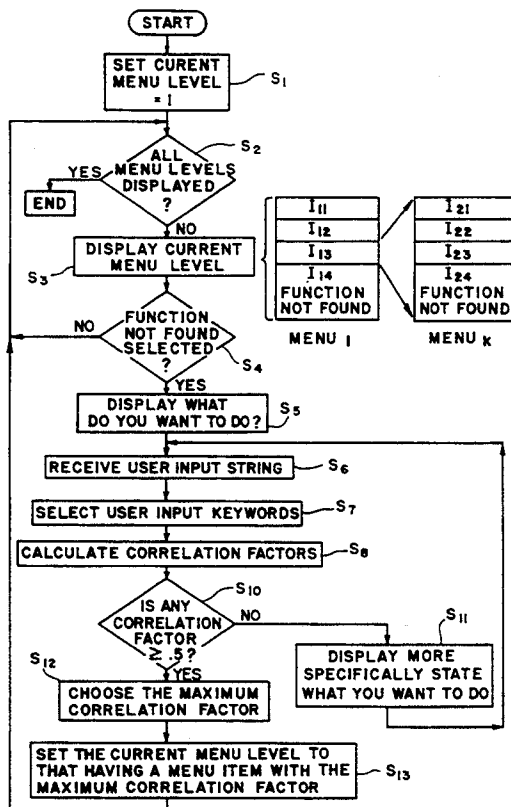 START
SET CURENT
MENU LEVEL
= 1
S1
S2
ALL
MENU LEVELS
DISPLAYED
?
YES
END
NO
DISPLAY CURRENT
MENU LEVEL
S3
I11
I12
I13
I14
FUNCTION
NOT FOUND
MENU 1
I21
I22
I23
I24
FUNCTION
NOT FOUND
MENU K
FUNCTION
NOT FOUND
SELECTED
?
NO
S4
YES
DISPLAY WHAT
DO YOU WANT TO DO?
S5
RECEIVE USER INPUT STRING
S6
SELECT USER INPUT KEYWORDS
S7
CALCULATE CORRELATION FACTORS
S8
S10
IS ANY
CORRELATION
FACTOR
≥ .5?
NO
S11
DISPLAY MORE
SPECIFICALLY STATE
WHAT YOU WANT TO DO
S12
YES
CHOOSE THE MAXIMUM
CORRELATION FACTOR
SET THE CURRENT MENU LEVEL TO
THAT HAVING A MENU ITEM WITH THE
MAXIMUM CORRELATION FACTOR
S13